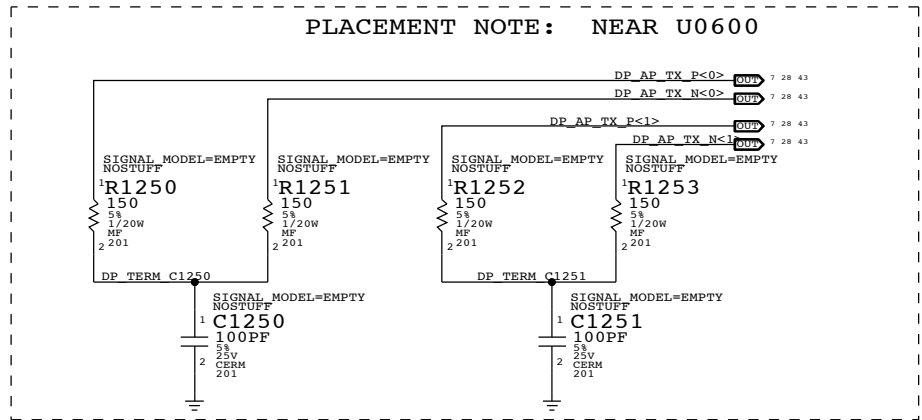 PLACEMENT NOTE: NEAR U0600
DP_AP_TX_P<0> OUT 7 28 43
DP_AP_TX_N<0> OUT 7 28 43
DP_AP_TX_P<1> OUT 7 28 43
DP_AP_TX_N<1> OUT 7 28 43
SIGNAL_MODEL=EMPTY
NOSTUFF
1 R1250
150
5%
1/20W
MF
2 201
SIGNAL_MODEL=EMPTY
NOSTUFF
1 R1251
150
5%
1/20W
MF
2 201
SIGNAL_MODEL=EMPTY
NOSTUFF
1 R1252
150
5%
1/20W
MF
2 201
SIGNAL_MODEL=EMPTY
NOSTUFF
1 R1253
150
5%
1/20W
MF
2 201
DP_TERM_C1250
DP_TERM_C1251
SIGNAL_MODEL=EMPTY
NOSTUFF
1 C1250
100PF
5%
25V
2 CERM
201
SIGNAL_MODEL=EMPTY
NOSTUFF
1 C1251
100PF
5%
25V
2 CERM
201